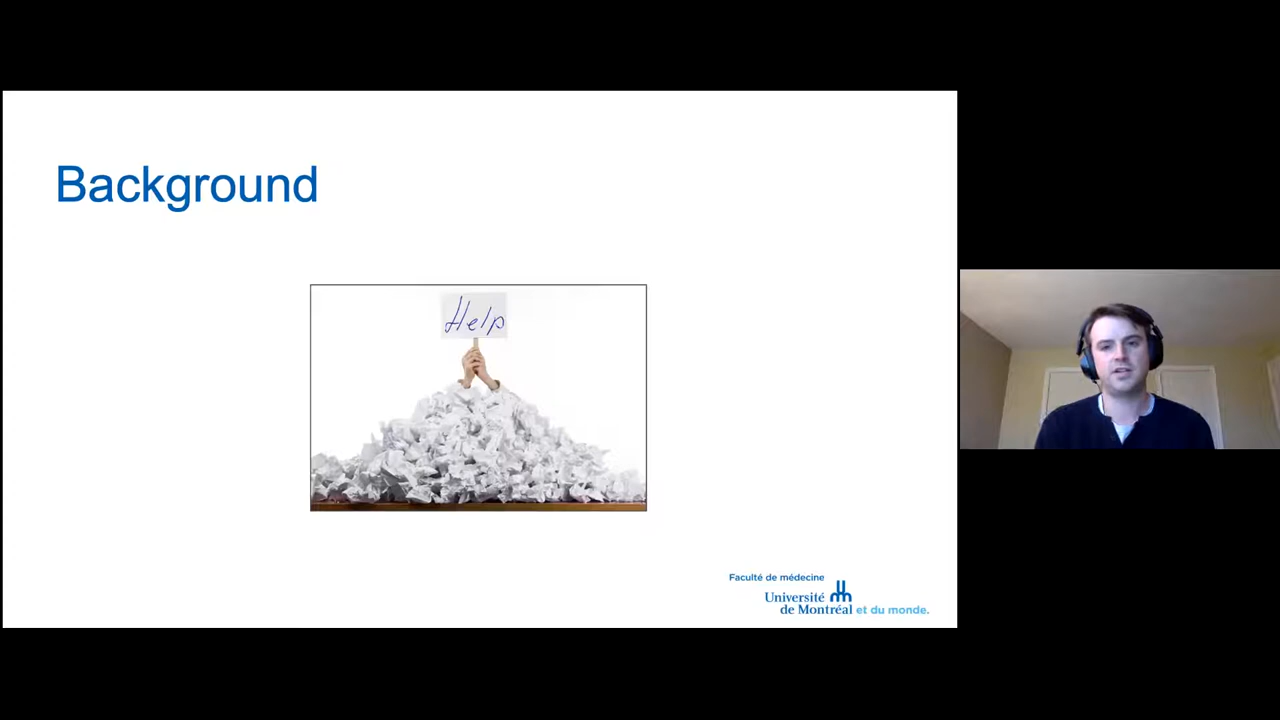 Background
Help
Faculté de médecine
Université
de Montréal et du monde.